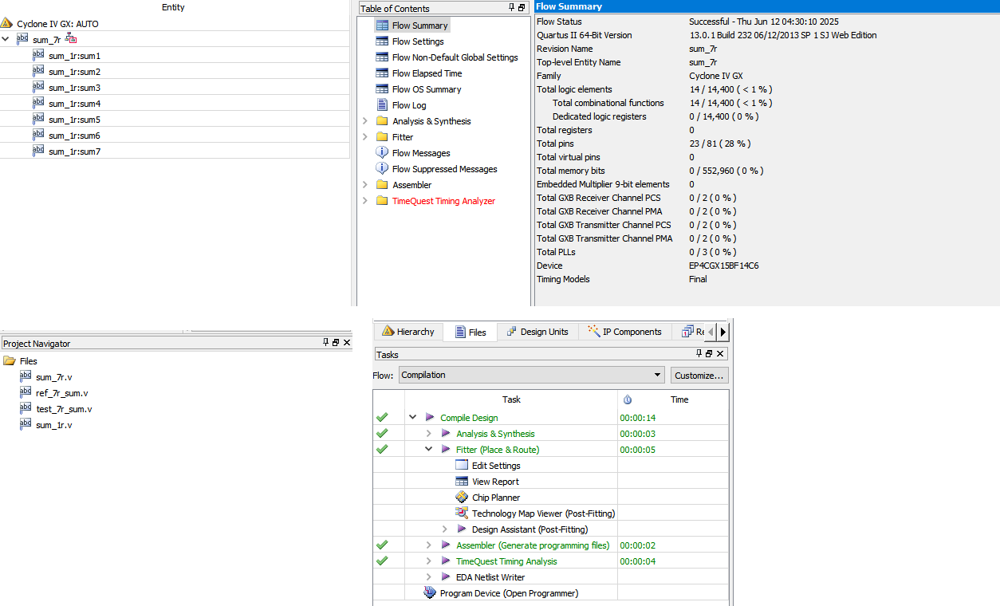 Entity
Cyclone IV GX: AUTO
sum_7r
sum_1r:sum1
sum_1r:sum2
sum_1r:sum3
sum_1r:sum4
sum_1r:sum5
sum_1r:sum6
sum_1r:sum7
Table of Contents
Flow Summary
Flow Settings
Flow Non-Default Global Settings
Flow Elapsed Time
Flow OS Summary
Flow Log
Analysis & Synthesis
Fitter
Flow Messages
Flow Suppressed Messages
Assembler
TimeQuest Timing Analyzer
Flow Summary
Flow Status Successful - Thu Jun 12 04:30:10 2025
Quartus II 64-Bit Version 13.0.1 Build 232 06/12/2013 SP 1 SJ Web Edition
Revision Name sum_7r
Top-level Entity Name sum_7r
Family Cyclone IV GX
Total logic elements 14 / 14,400 ( < 1 % )
Total combinational functions 14 / 14,400 ( < 1 % )
Dedicated logic registers 0 / 14,400 ( 0 % )
Total registers 0
Total pins 23 / 81 ( 28 % )
Total virtual pins 0
Total memory bits 0 / 552,960 ( 0 % )
Embedded Multiplier 9-bit elements 0
Total GXB Receiver Channel PCS 0 / 2 ( 0 % )
Total GXB Receiver Channel PMA 0 / 2 ( 0 % )
Total GXB Transmitter Channel PCS 0 / 2 ( 0 % )
Total GXB Transmitter Channel PMA 0 / 2 ( 0 % )
Total PLLs 0 / 3 ( 0 % )
Device EP4CGX15BF14C6
Timing Models Final
Project Navigator
Files
sum_7r.v
ref_7r_sum.v
test_7r_sum.v
sum_1r.v
Hierarchy Files Design Units IP Components Re
Tasks
Flow: Compilation Customize...
Task Time
Compile Design 00:00:14
Analysis & Synthesis 00:00:03
Fitter (Place & Route) 00:00:05
Edit Settings
View Report
Chip Planner
Technology Map Viewer (Post-Fitting)
Design Assistant (Post-Fitting)
Assembler (Generate programming files) 00:00:02
TimeQuest Timing Analysis 00:00:04
EDA Netlist Writer
Program Device (Open Programmer)